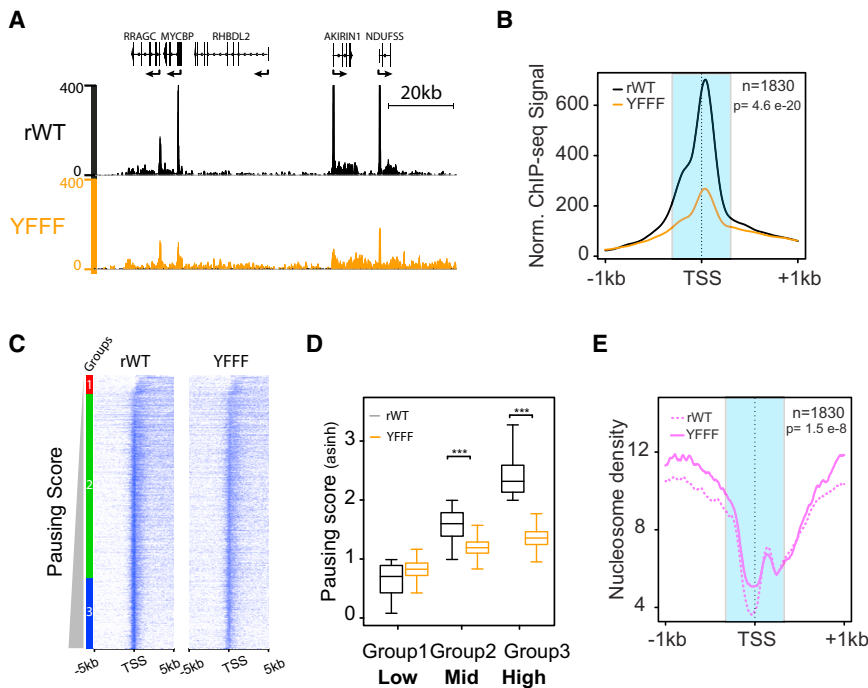 A
RRAGC MYCBP RHBDL2 AKIRIN1 NDUFSS
400
20kb
rWT
0
400
YFFF
0
B
Norm. ChIP-seq Signal
600
400
200
0
rWT
YFFF
n=1830
p= 4.6 e-20
-1kb TSS +1kb
C
Groups
rWT YFFF
Pausing Score
1
2
3
-5kb TSS 5kb -5kb TSS 5kb
D
Pausing score (asinh)
3
2
1
0
rWT
YFFF
***
***
Group1 Group2 Group3
Low Mid High
E
Nucleosome density
12
10
8
6
4
rWT
YFFF
n=1830
p= 1.5 e-8
-1kb TSS +1kb